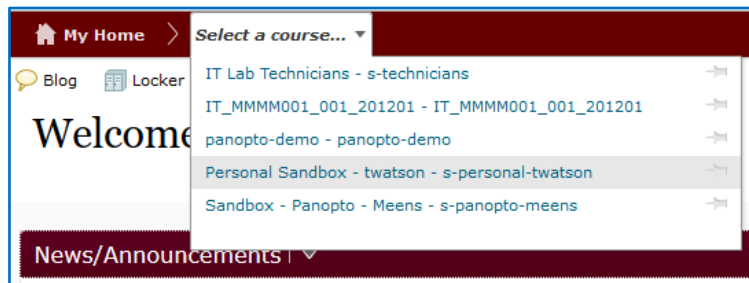 My Home Select a course...
IT Lab Technicians - s-technicians
Blog Locker
IT_MMMM001_001_201201 - IT_MMMM001_001_201201
Welcome
panopto-demo - panopto-demo
Personal Sandbox - twatson - s-personal-twatson
Sandbox - Panopto - Meens - s-panopto-meens
News/Announcements